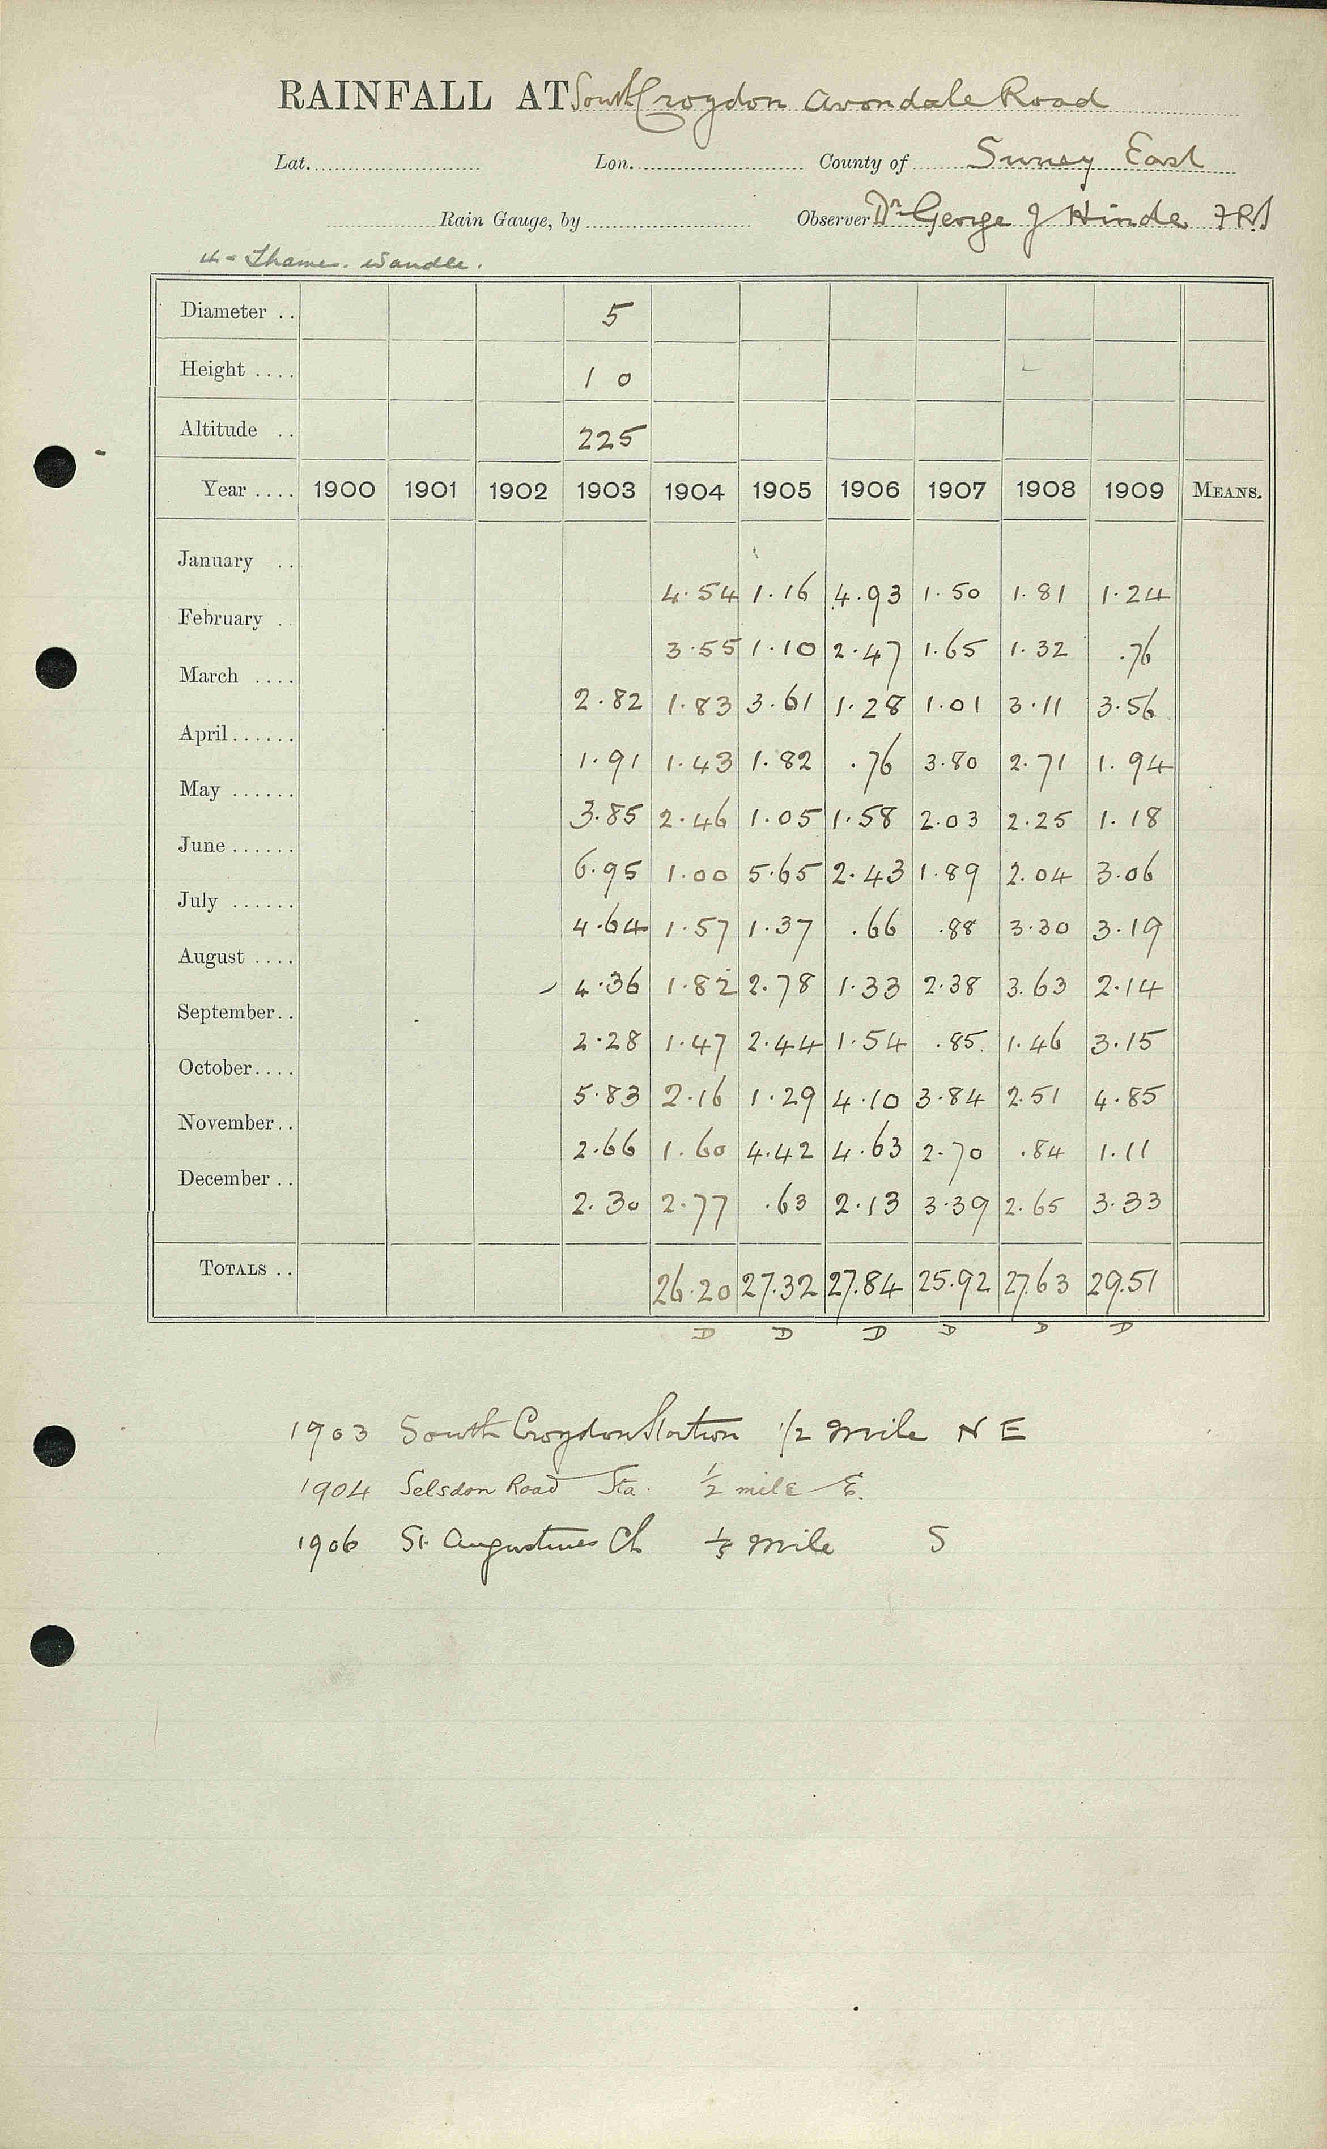 RAINFALL AT South Croydon Avondale Road
Lat. Lon. County of Surrey East
Rain Gauge, by Observer Dr George J Hinde FRS
Thames. Wandle.
Diameter .. 5
Height .... 1 0
Altitude .. 225
Year .... 1900 1901 1902 1903 1904 1905 1906 1907 1908 1909 MEANS.
January .. 4.54 1.16 4.93 1.50 1.81 1.24
February . 3.55 1.10 2.47 1.65 1.32 .76
March .... 2.82 1.83 3.61 1.28 1.01 3.11 3.56
April ...... 1.91 1.43 1.82 .76 3.80 2.71 1.94
May ...... 3.85 2.46 1.05 1.58 2.03 2.25 1.18
June ...... 6.95 1.00 5.65 2.43 1.89 2.04 3.06
July ...... 4.64 1.57 1.37 .66 .88 3.30 3.19
August .... 4.36 1.82 2.78 1.33 2.38 3.63 2.14
September.. 2.28 1.47 2.44 1.54 .85 1.46 3.15
October.... 5.83 2.16 1.29 4.10 3.84 2.51 4.85
November.. 2.66 1.60 4.42 4.63 2.70 .84 1.11
December .. 2.30 2.77 .63 2.13 3.39 2.65 3.33
TOTALS .. 26.20 27.32 27.84 25.92 27.63 29.51
D D D D D D
1903 South Croydon Station 1/2 mile N E
1904 Selsdon Road Sta. 1/2 mile E.
1906 St Augustines Ch mile S